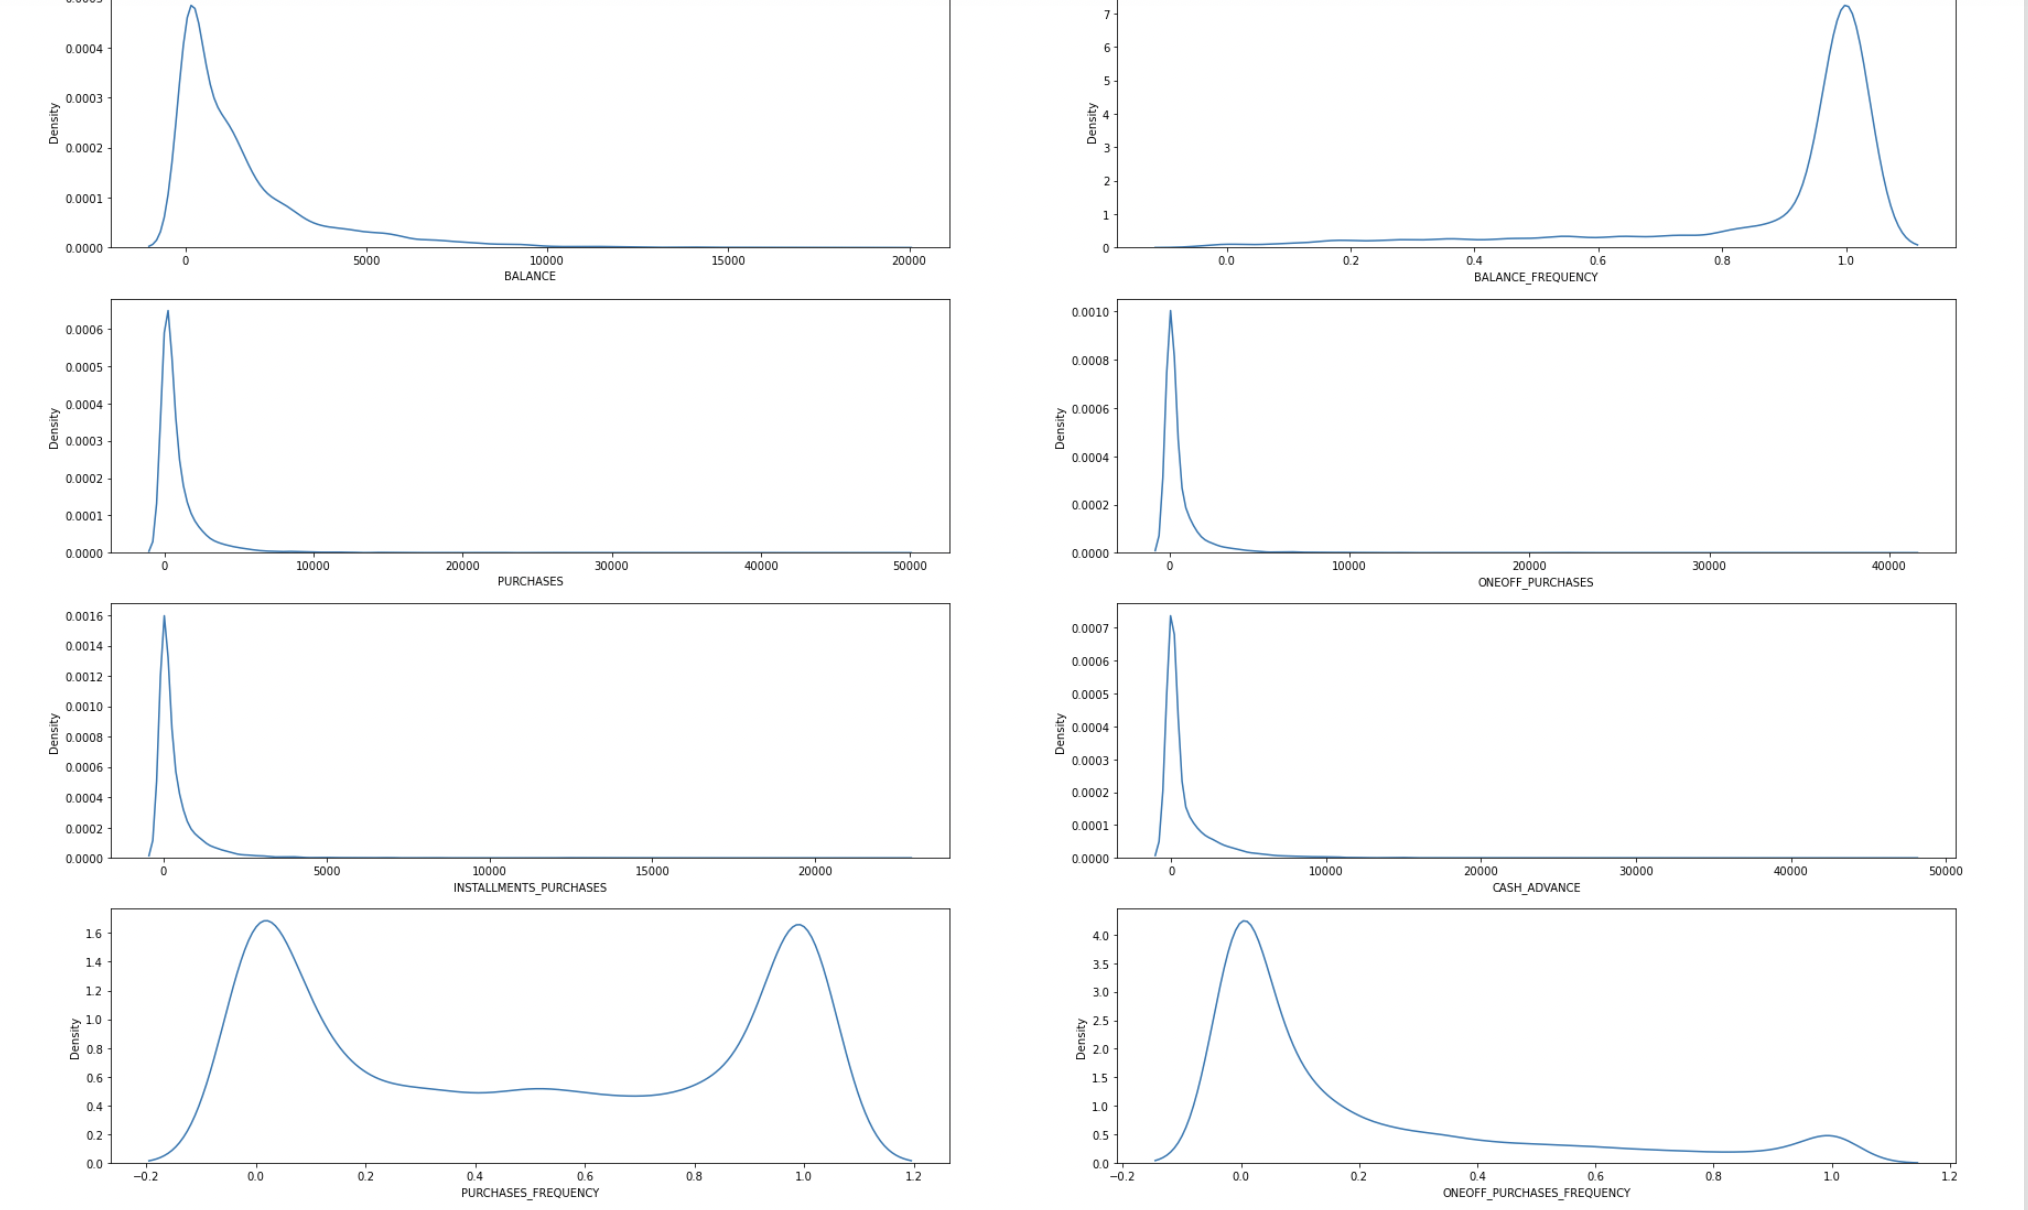 0.0005
0.0004
0.0003
0.0002
0.0001
0.0000
Density
0 5000 10000 15000 20000
BALANCE
7
6
5
4
3
2
1
0
Density
0.0 0.2 0.4 0.6 0.8 1.0
BALANCE_FREQUENCY
0.0006
0.0005
0.0004
0.0003
0.0002
0.0001
0.0000
Density
0 10000 20000 30000 40000 50000
PURCHASES
0.0010
0.0008
0.0006
0.0004
0.0002
0.0000
Density
0 10000 20000 30000 40000
ONEOFF_PURCHASES
0.0016
0.0014
0.0012
0.0010
0.0008
0.0006
0.0004
0.0002
0.0000
Density
0 5000 10000 15000 20000
INSTALLMENTS_PURCHASES
0.0007
0.0006
0.0005
0.0004
0.0003
0.0002
0.0001
0.0000
Density
0 10000 20000 30000 40000 50000
CASH_ADVANCE
1.6
1.4
1.2
1.0
0.8
0.6
0.4
0.2
0.0
Density
−0.2 0.0 0.2 0.4 0.6 0.8 1.0 1.2
PURCHASES_FREQUENCY
4.0
3.5
3.0
2.5
2.0
1.5
1.0
0.5
0.0
Density
−0.2 0.0 0.2 0.4 0.6 0.8 1.0 1.2
ONEOFF_PURCHASES_FREQUENCY